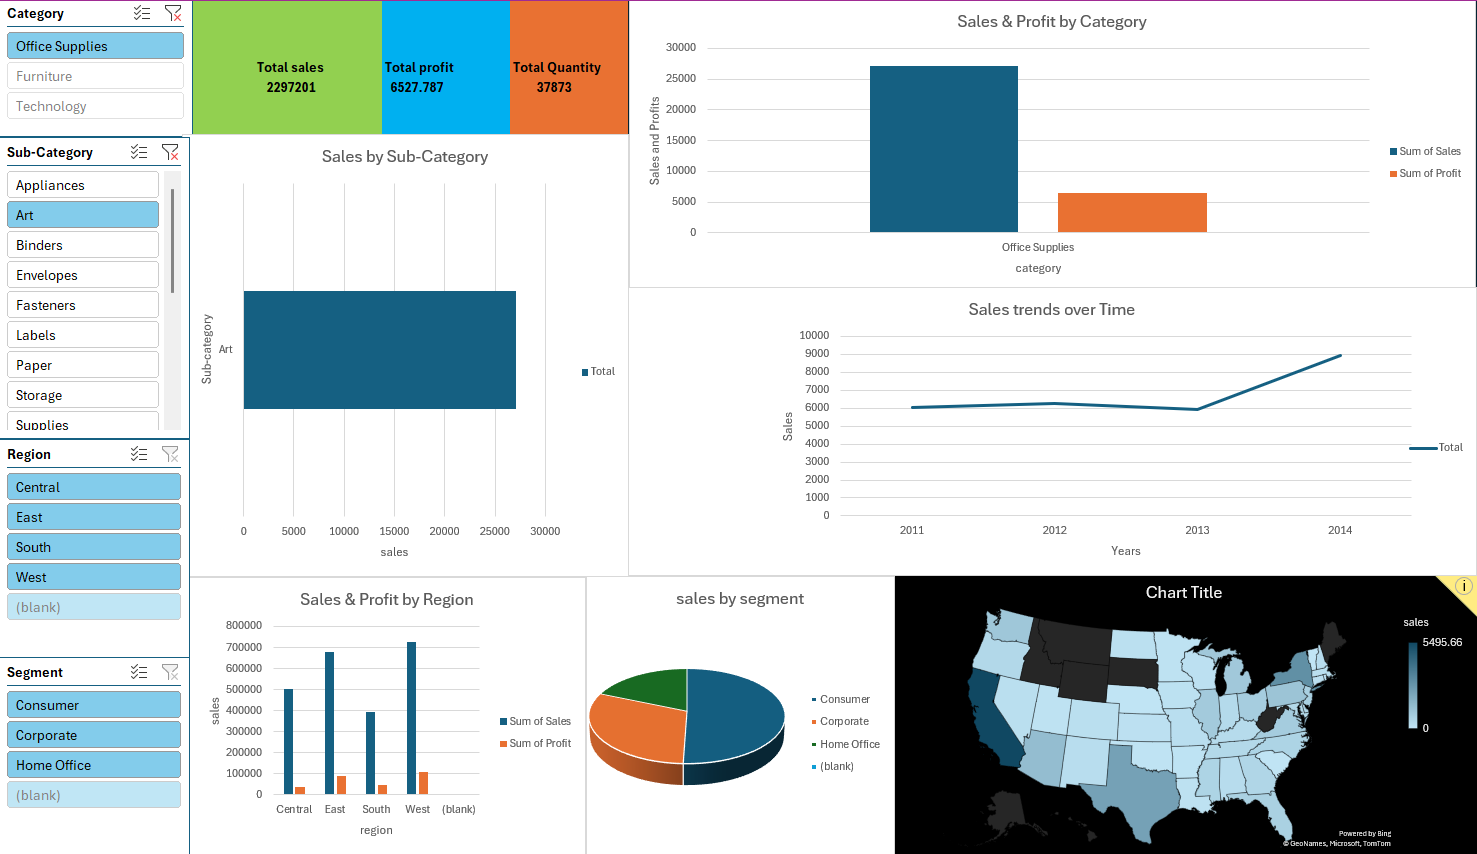 Category
Office Supplies
Furniture
Technology
Sub-Category
Appliances
Art
Binders
Envelopes
Fasteners
Labels
Paper
Storage
Supplies
Region
Central
East
South
West
(blank)
Segment
Consumer
Corporate
Home Office
(blank)
Total sales
2297201
Total profit
6527.787
Total Quantity
37873
Sales by Sub-Category
Sub-category
Art
0 5000 10000 15000 20000 25000 30000
sales
Total
Sales & Profit by Category
Sales and Profits
30000
25000
20000
15000
10000
5000
0
Office Supplies
category
Sum of Sales
Sum of Profit
Sales trends over Time
Sales
10000
9000
8000
7000
6000
5000
4000
3000
2000
1000
0
2011 2012 2013 2014
Years
Total
Sales & Profit by Region
sales
800000
700000
600000
500000
400000
300000
200000
100000
0
Central East South West (blank)
region
Sum of Sales
Sum of Profit
sales by segment
Consumer
Corporate
Home Office
(blank)
Chart Title
i
sales
5495.66
0
Powered by Bing
© GeoNames, Microsoft, TomTom